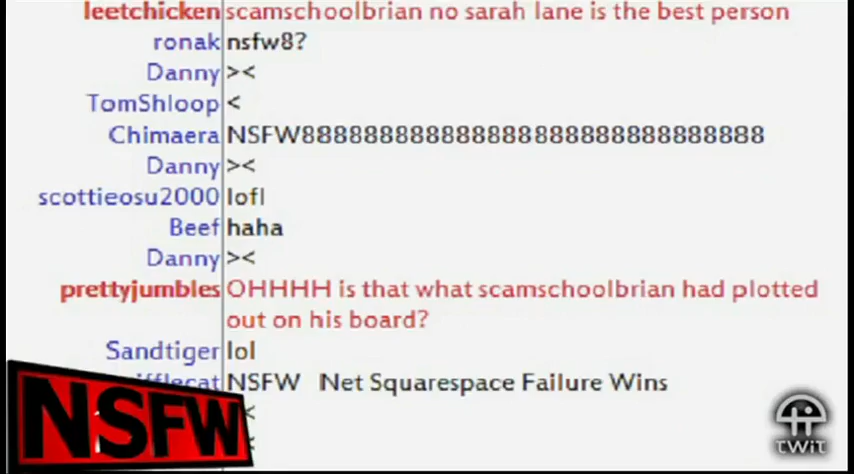 leetchicken scamschoolbrian no sarah lane is the best person
ronak nsfw8?
Danny ><
TomShloop <
Chimaera NSFW888888888888888888888888888888
Danny ><
scottieosu2000 lofl
Beef haha
Danny ><
prettyjumbles OHHHH is that what scamschoolbrian had plotted
out on his board?
Sandtiger lol
NSFW Net Squarespace Failure Wins
<
<
NSFW
TWiT